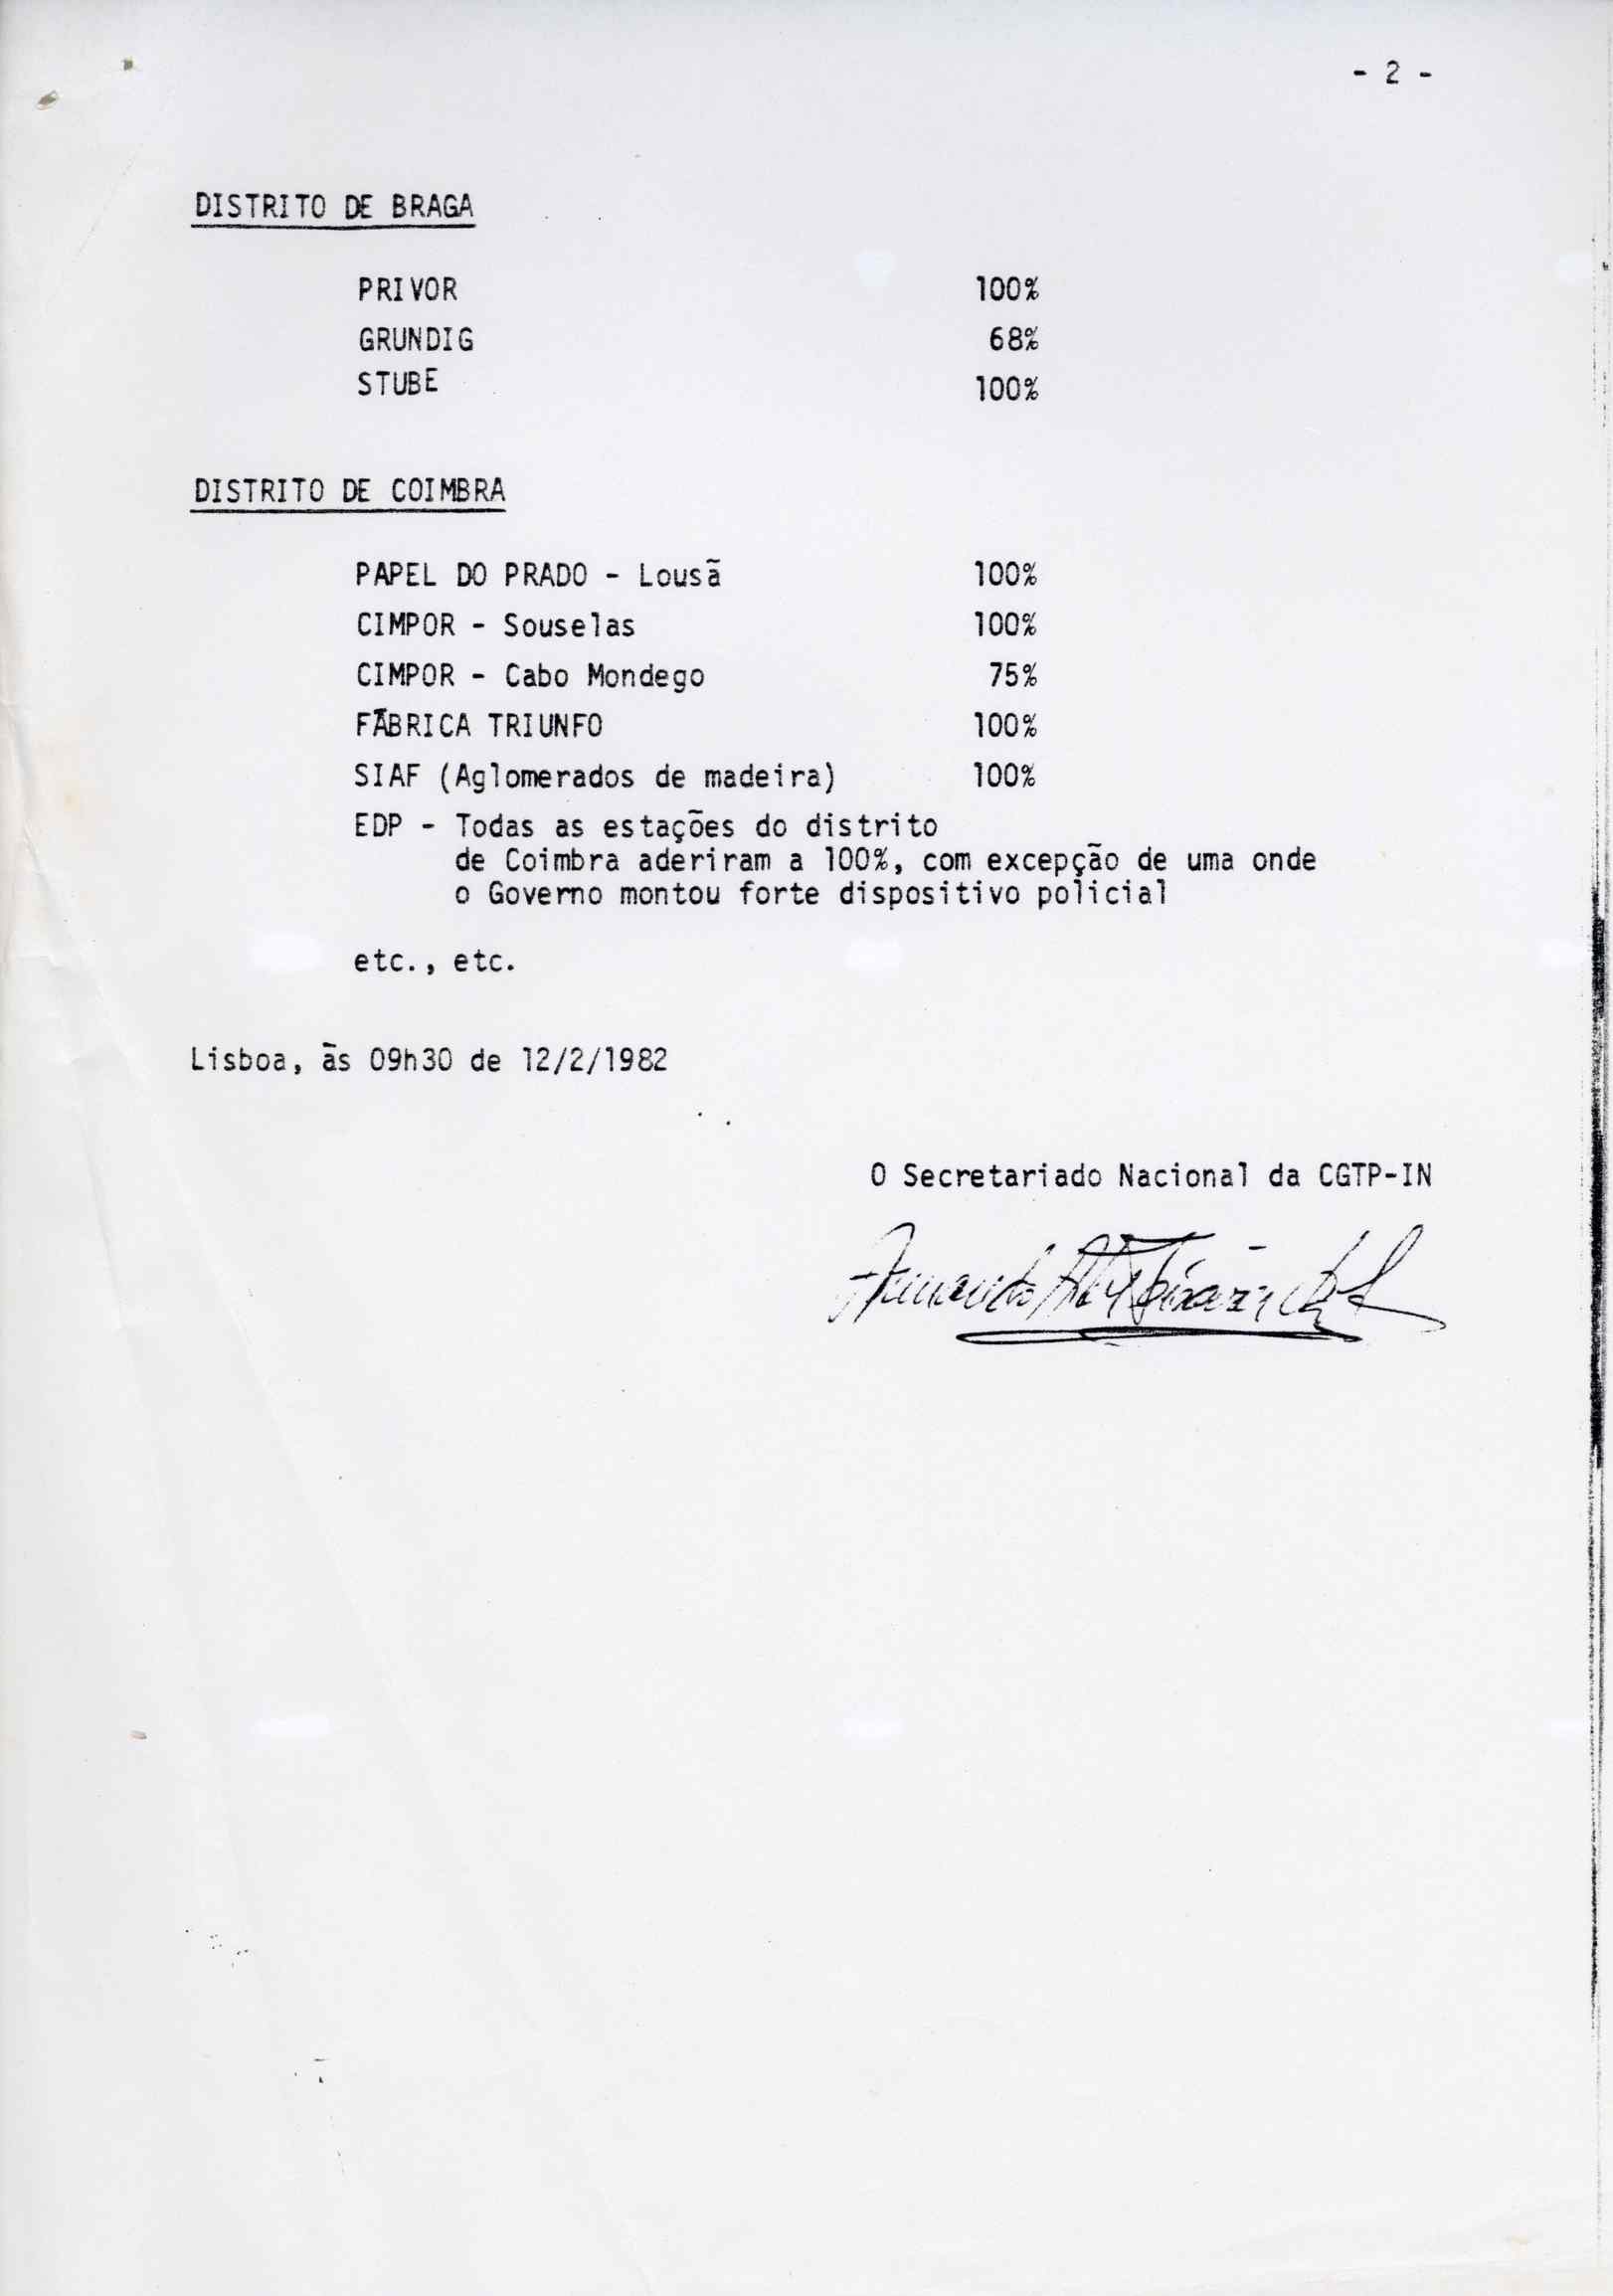 - 2 -
DISTRITO DE BRAGA
PRIVOR 100%
GRUNDIG 68%
STUBE 100%
DISTRITO DE COIMBRA
PAPEL DO PRADO - Lousã 100%
CIMPOR - Souselas 100%
CIMPOR - Cabo Mondego 75%
FÁBRICA TRIUNFO 100%
SIAF (Aglomerados de madeira) 100%
EDP - Todas as estações do distrito
de Coimbra aderiram a 100%, com excepção de uma onde
o Governo montou forte dispositivo policial
etc., etc.
Lisboa, às 09h30 de 12/2/1982
O Secretariado Nacional da CGTP-IN